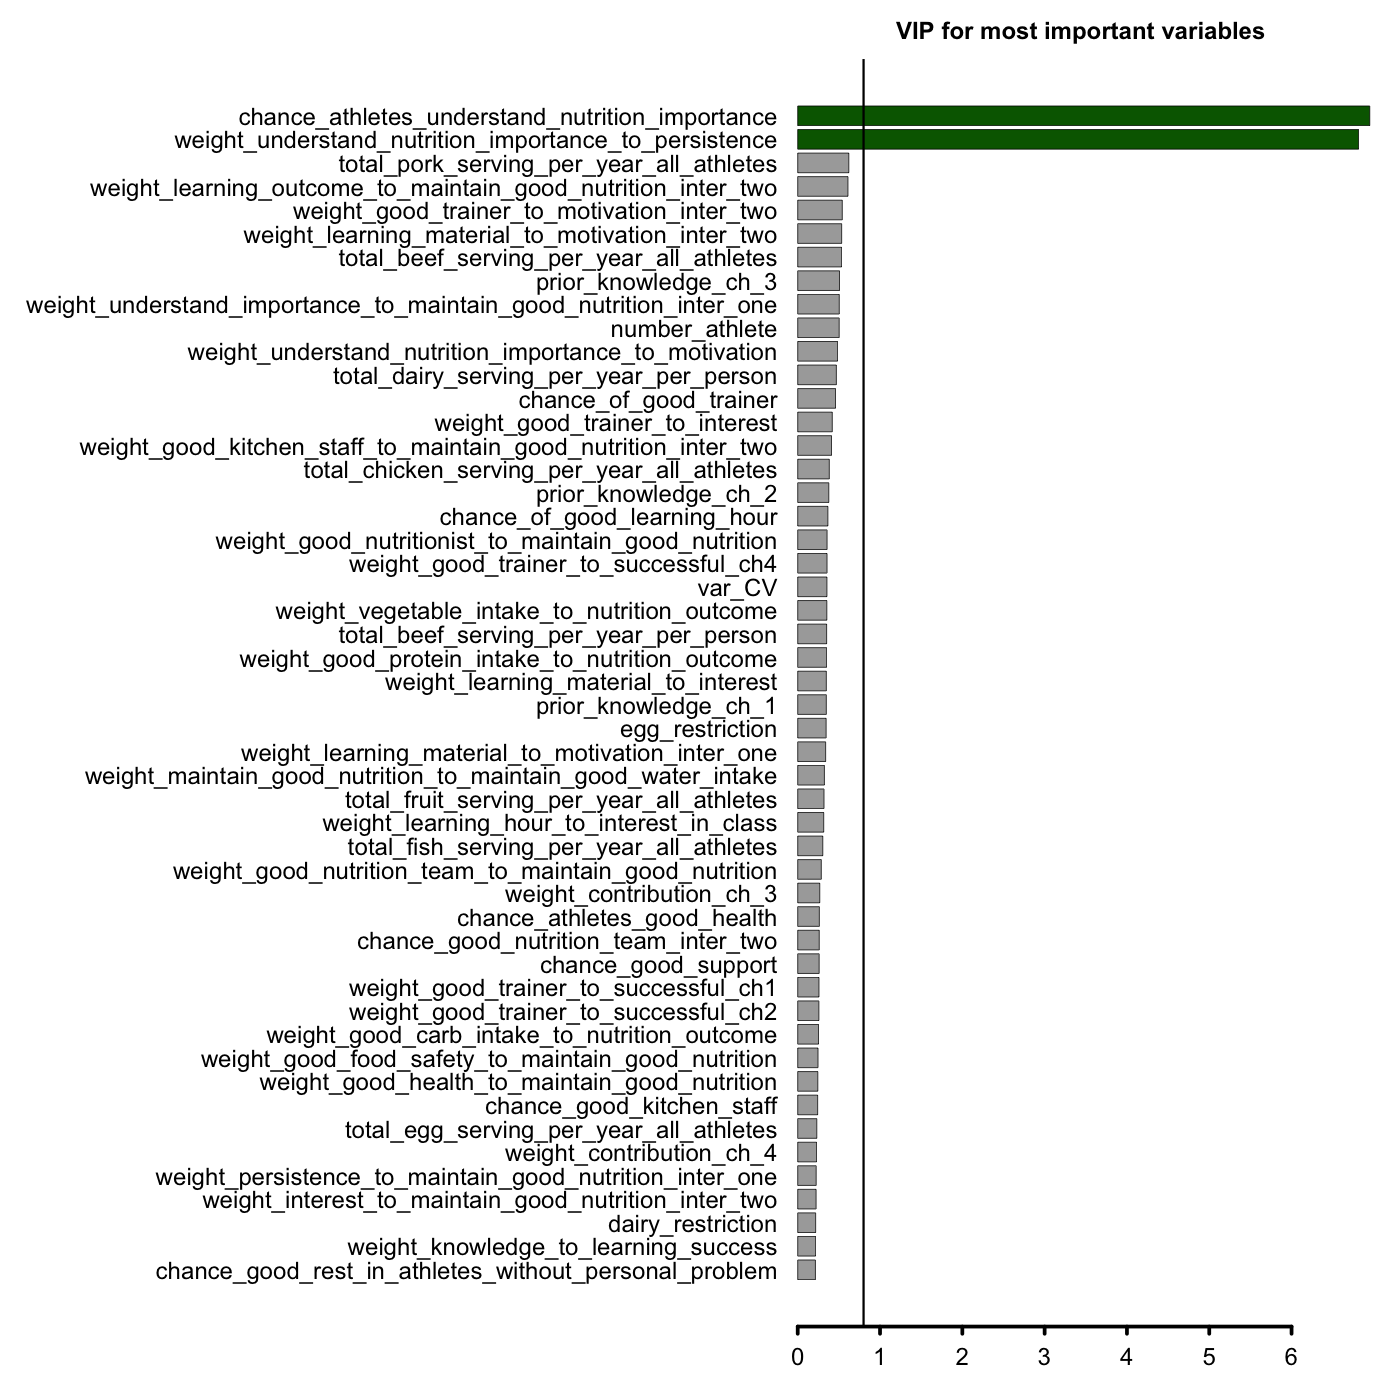 VIP for most important variables
chance_athletes_understand_nutrition_importance
weight_understand_nutrition_importance_to_persistence
total_pork_serving_per_year_all_athletes
weight_learning_outcome_to_maintain_good_nutrition_inter_two
weight_good_trainer_to_motivation_inter_two
weight_learning_material_to_motivation_inter_two
total_beef_serving_per_year_all_athletes
prior_knowledge_ch_3
weight_understand_importance_to_maintain_good_nutrition_inter_one
number_athlete
weight_understand_nutrition_importance_to_motivation
total_dairy_serving_per_year_per_person
chance_of_good_trainer
weight_good_trainer_to_interest
weight_good_kitchen_staff_to_maintain_good_nutrition_inter_two
total_chicken_serving_per_year_all_athletes
prior_knowledge_ch_2
chance_of_good_learning_hour
weight_good_nutritionist_to_maintain_good_nutrition
weight_good_trainer_to_successful_ch4
var_CV
weight_vegetable_intake_to_nutrition_outcome
total_beef_serving_per_year_per_person
weight_good_protein_intake_to_nutrition_outcome
weight_learning_material_to_interest
prior_knowledge_ch_1
egg_restriction
weight_learning_material_to_motivation_inter_one
weight_maintain_good_nutrition_to_maintain_good_water_intake
total_fruit_serving_per_year_all_athletes
weight_learning_hour_to_interest_in_class
total_fish_serving_per_year_all_athletes
weight_good_nutrition_team_to_maintain_good_nutrition
weight_contribution_ch_3
chance_athletes_good_health
chance_good_nutrition_team_inter_two
chance_good_support
weight_good_trainer_to_successful_ch1
weight_good_trainer_to_successful_ch2
weight_good_carb_intake_to_nutrition_outcome
weight_good_food_safety_to_maintain_good_nutrition
weight_good_health_to_maintain_good_nutrition
chance_good_kitchen_staff
total_egg_serving_per_year_all_athletes
weight_contribution_ch_4
weight_persistence_to_maintain_good_nutrition_inter_one
weight_interest_to_maintain_good_nutrition_inter_two
dairy_restriction
weight_knowledge_to_learning_success
chance_good_rest_in_athletes_without_personal_problem
0 1 2 3 4 5 6